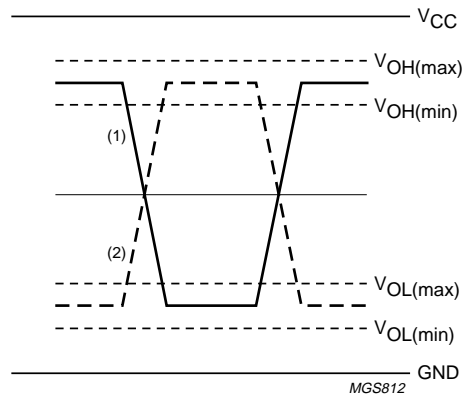 VCC
VOH(max)
VOH(min)
(1)
(2)
VOL(max)
VOL(min)
GND
MGS812